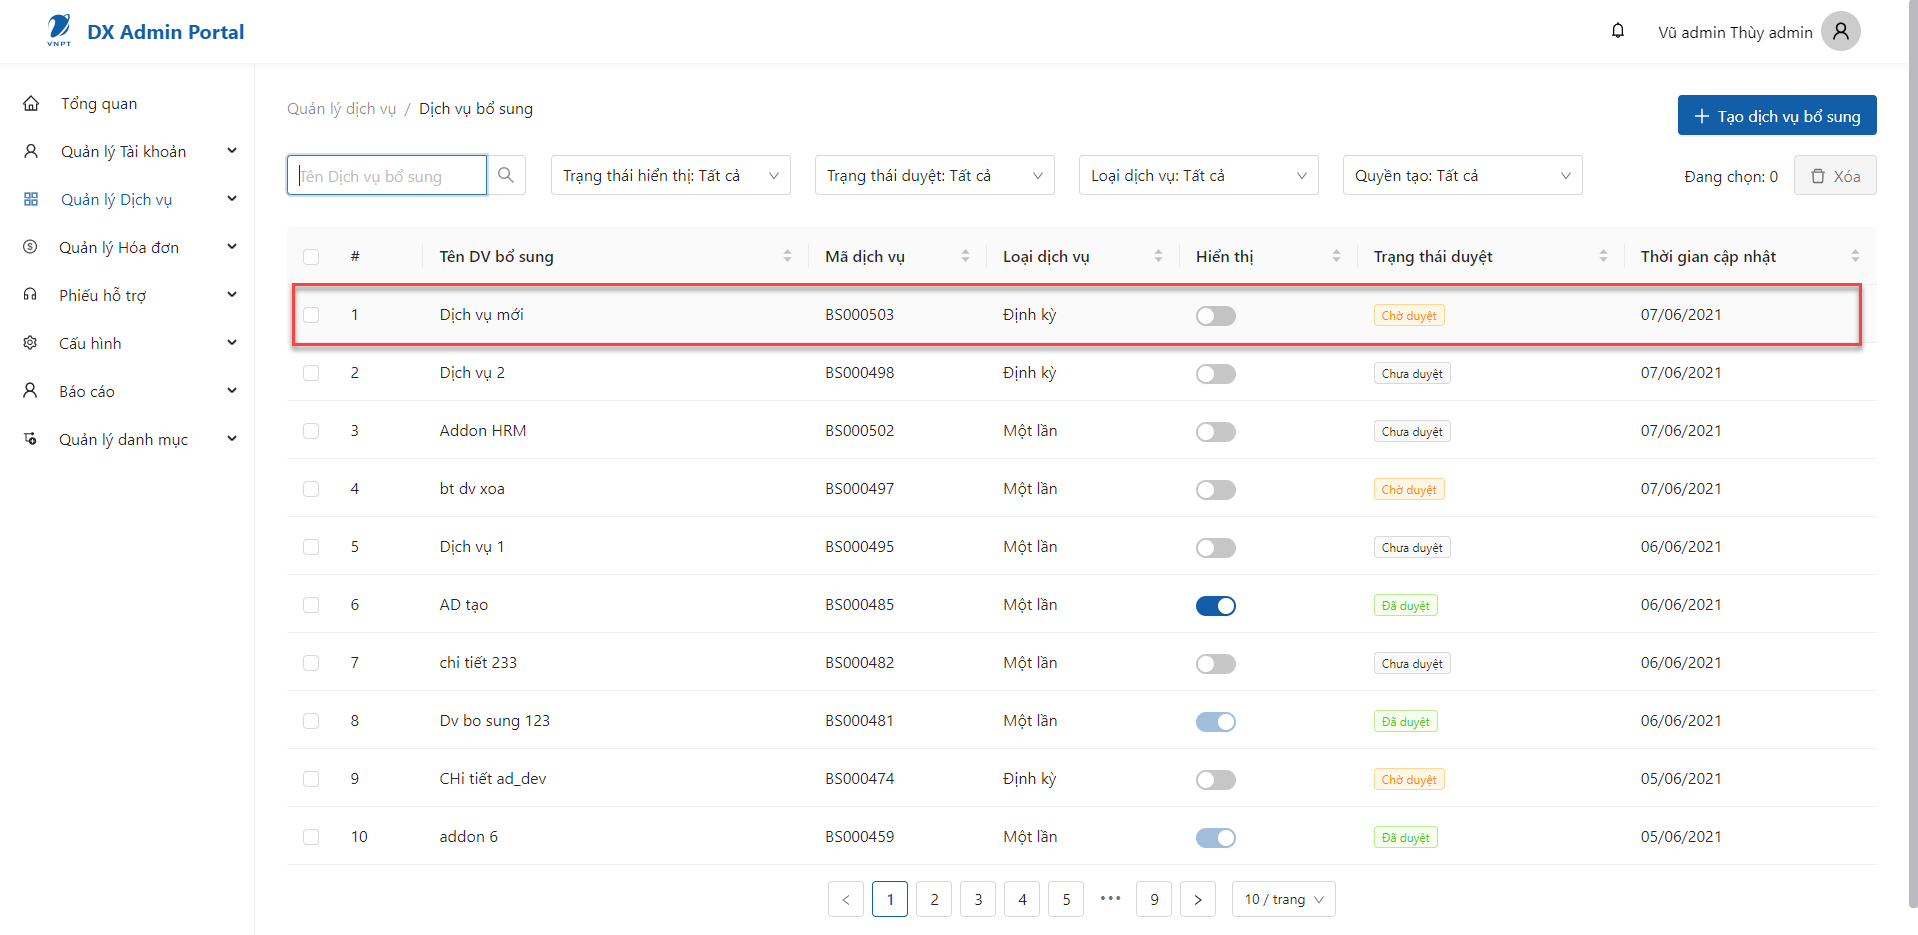 VNPT
DX Admin Portal
Vũ admin Thùy admin
Tổng quan
Quản lý Tài khoản
Quản lý Dịch vụ
Quản lý Hóa đơn
Phiếu hỗ trợ
Cấu hình
Báo cáo
Quản lý danh mục
Quản lý dịch vụ / Dịch vụ bổ sung
+ Tạo dịch vụ bổ sung
Tên Dịch vụ bổ sung
Trạng thái hiển thị: Tất cả
Trạng thái duyệt: Tất cả
Loại dịch vụ: Tất cả
Quyền tạo: Tất cả
Đang chọn: 0
Xóa
# Tên DV bổ sung Mã dịch vụ Loại dịch vụ Hiển thị Trạng thái duyệt Thời gian cập nhật
1 Dịch vụ mới BS000503 Định kỳ Chờ duyệt 07/06/2021
2 Dịch vụ 2 BS000498 Định kỳ Chưa duyệt 07/06/2021
3 Addon HRM BS000502 Một lần Chưa duyệt 07/06/2021
4 bt dv xoa BS000497 Một lần Chờ duyệt 07/06/2021
5 Dịch vụ 1 BS000495 Một lần Chưa duyệt 06/06/2021
6 AD tạo BS000485 Một lần Đã duyệt 06/06/2021
7 chi tiết 233 BS000482 Một lần Chưa duyệt 06/06/2021
8 Dv bo sung 123 BS000481 Một lần Đã duyệt 06/06/2021
9 CHi tiết ad_dev BS000474 Định kỳ Chờ duyệt 05/06/2021
10 addon 6 BS000459 Một lần Đã duyệt 05/06/2021
< 1 2 3 4 5 ••• 9 > 10 / trang